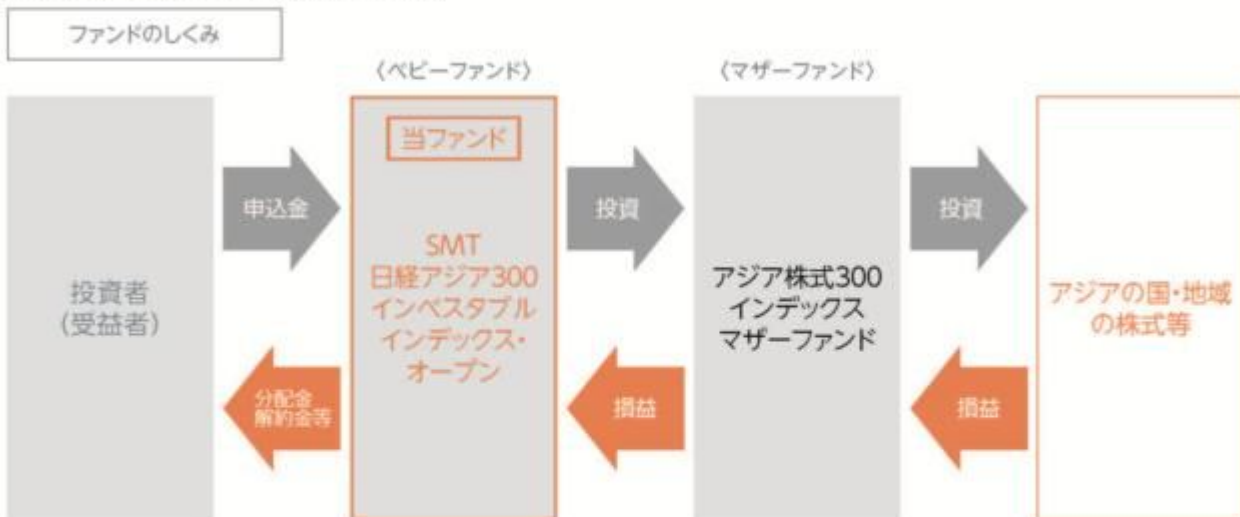 ファンドのしくみ
〈ベビーファンド〉
〈マザーファンド〉
投資者
(受益者)
申込金
分配金
解約金等
当ファンド
SMT
日経アジア300
インベスタブル
インデックス・
オープン
投資
損益
アジア株式300
インデックス
マザーファンド
投資
損益
アジアの国・地域
の株式等